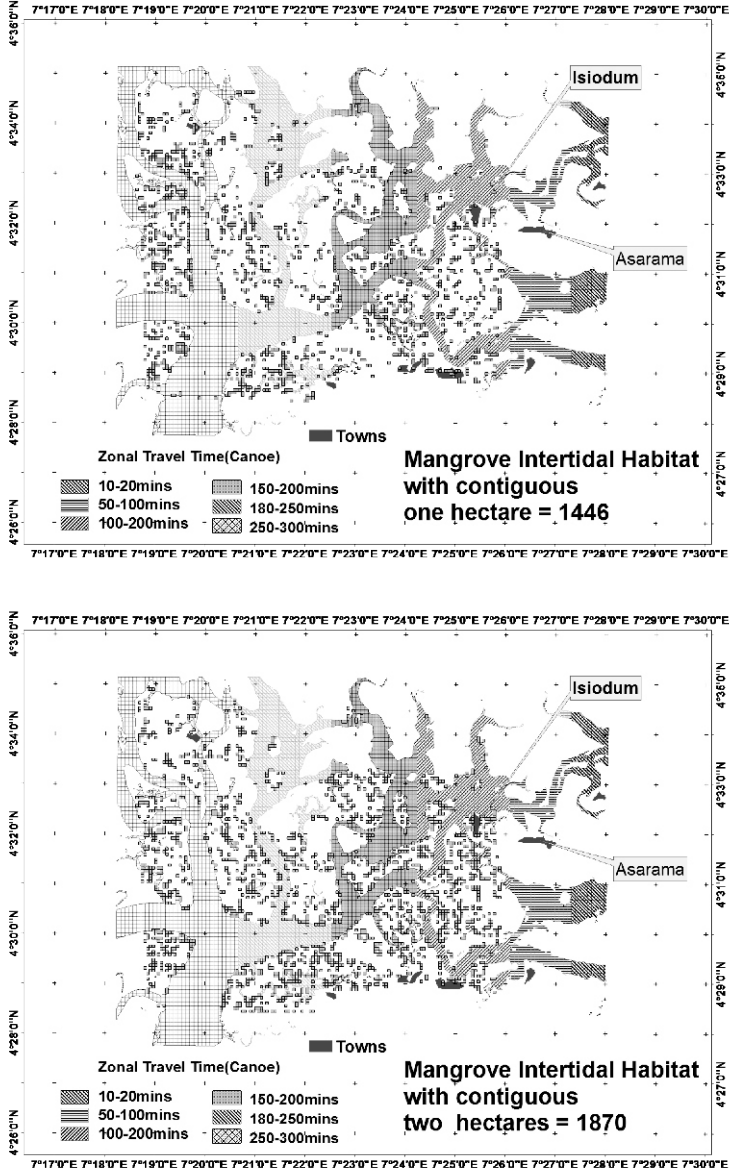 7°17'0"E 7°18'0"E 7°19'0"E 7°20'0"E 7°21'0"E 7°22'0"E 7°23'0"E 7°24'0"E 7°25'0"E 7°26'0"E 7°27'0"E 7°28'0"E 7°29'0"E 7°30'0"E
4°36'0"N
4°34'0"N
4°32'0"N
4°30'0"N
4°28'0"N
4°26'0"N
4°35'0"N
4°33'0"N
4°31'0"N
4°29'0"N
4°27'0"N
Isiodum
Asarama
Towns
Zonal Travel Time(Canoe)
10-20mins
50-100mins
100-200mins
150-200mins
180-250mins
250-300mins
Mangrove Intertidal Habitat
with contiguous
one hectare = 1446
7°17'0"E 7°18'0"E 7°19'0"E 7°20'0"E 7°21'0"E 7°22'0"E 7°23'0"E 7°24'0"E 7°25'0"E 7°26'0"E 7°27'0"E 7°28'0"E 7°29'0"E 7°30'0"E
7°17'0"E 7°18'0"E 7°19'0"E 7°20'0"E 7°21'0"E 7°22'0"E 7°23'0"E 7°24'0"E 7°25'0"E 7°26'0"E 7°27'0"E 7°28'0"E 7°29'0"E 7°30'0"E
4°36'0"N
4°34'0"N
4°32'0"N
4°30'0"N
4°28'0"N
4°26'0"N
4°35'0"N
4°33'0"N
4°31'0"N
4°29'0"N
4°27'0"N
Isiodum
Asarama
Towns
Zonal Travel Time(Canoe)
10-20mins
50-100mins
100-200mins
150-200mins
180-250mins
250-300mins
Mangrove Intertidal Habitat
with contiguous
two hectares = 1870
7°17'0"E 7°18'0"E 7°19'0"E 7°20'0"E 7°21'0"E 7°22'0"E 7°23'0"E 7°24'0"E 7°25'0"E 7°26'0"E 7°27'0"E 7°28'0"E 7°29'0"E 7°30'0"E